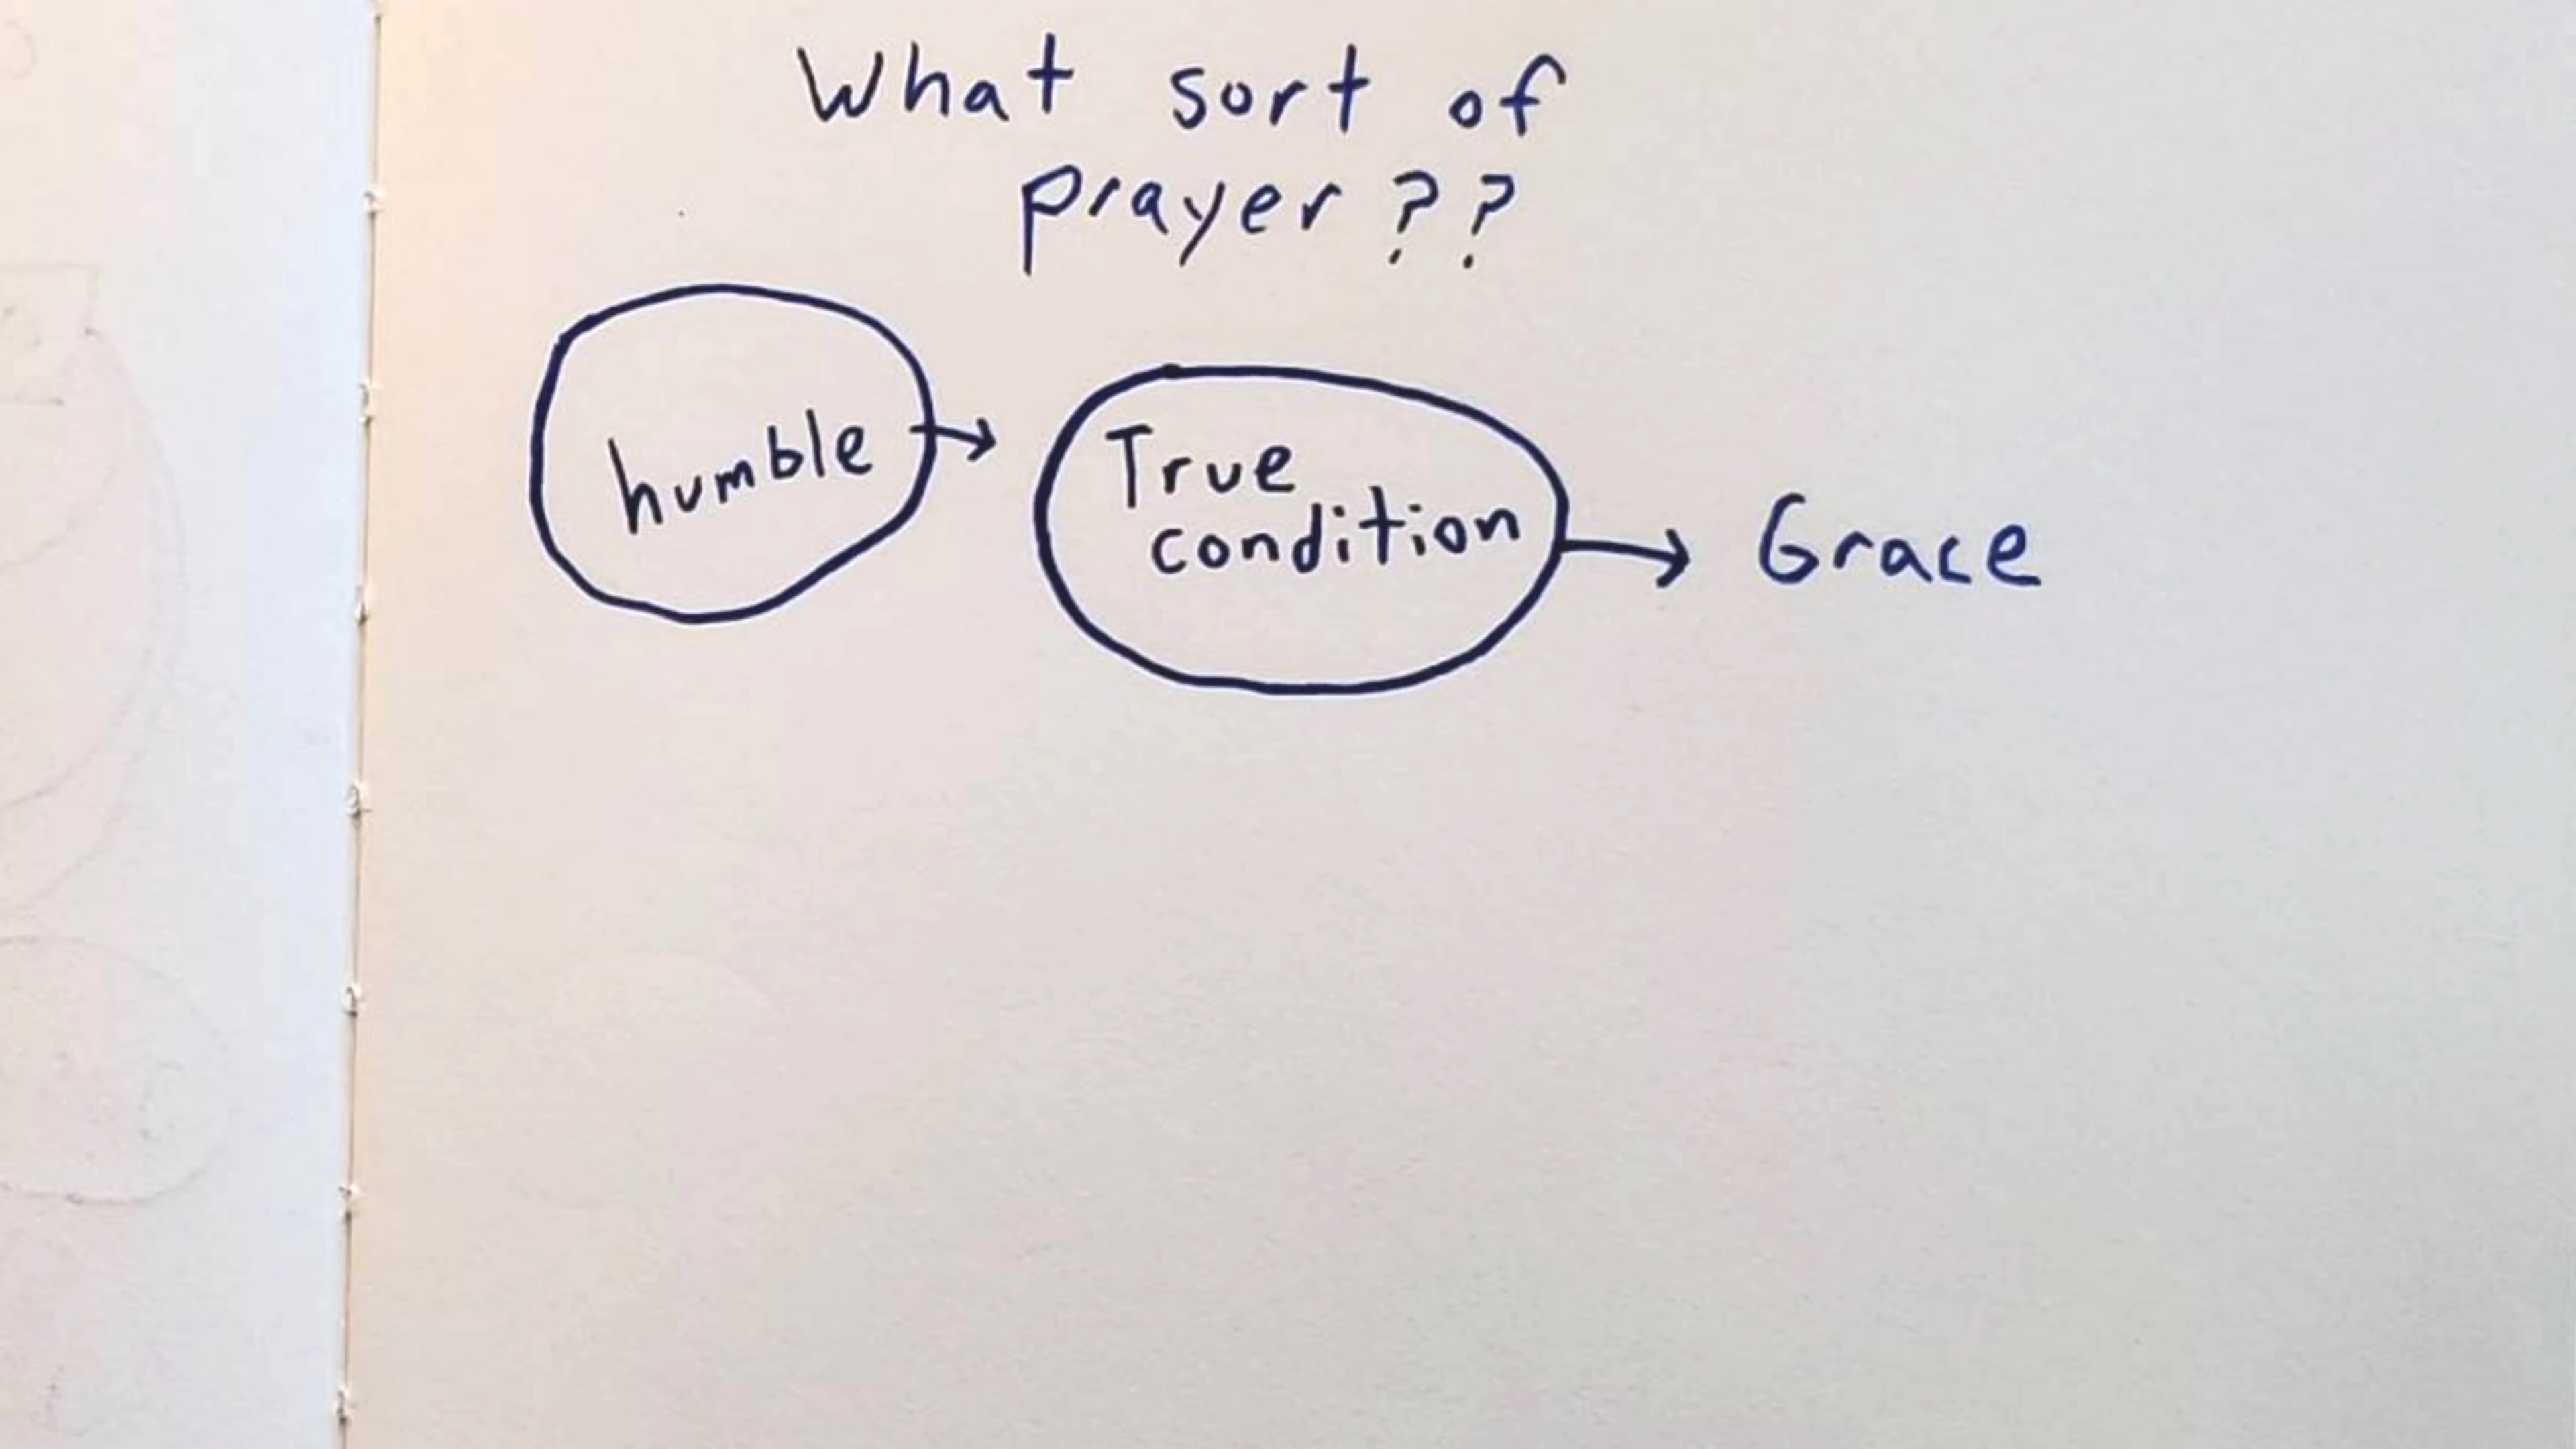 What sort of
prayer??
humble
True
condition
Grace